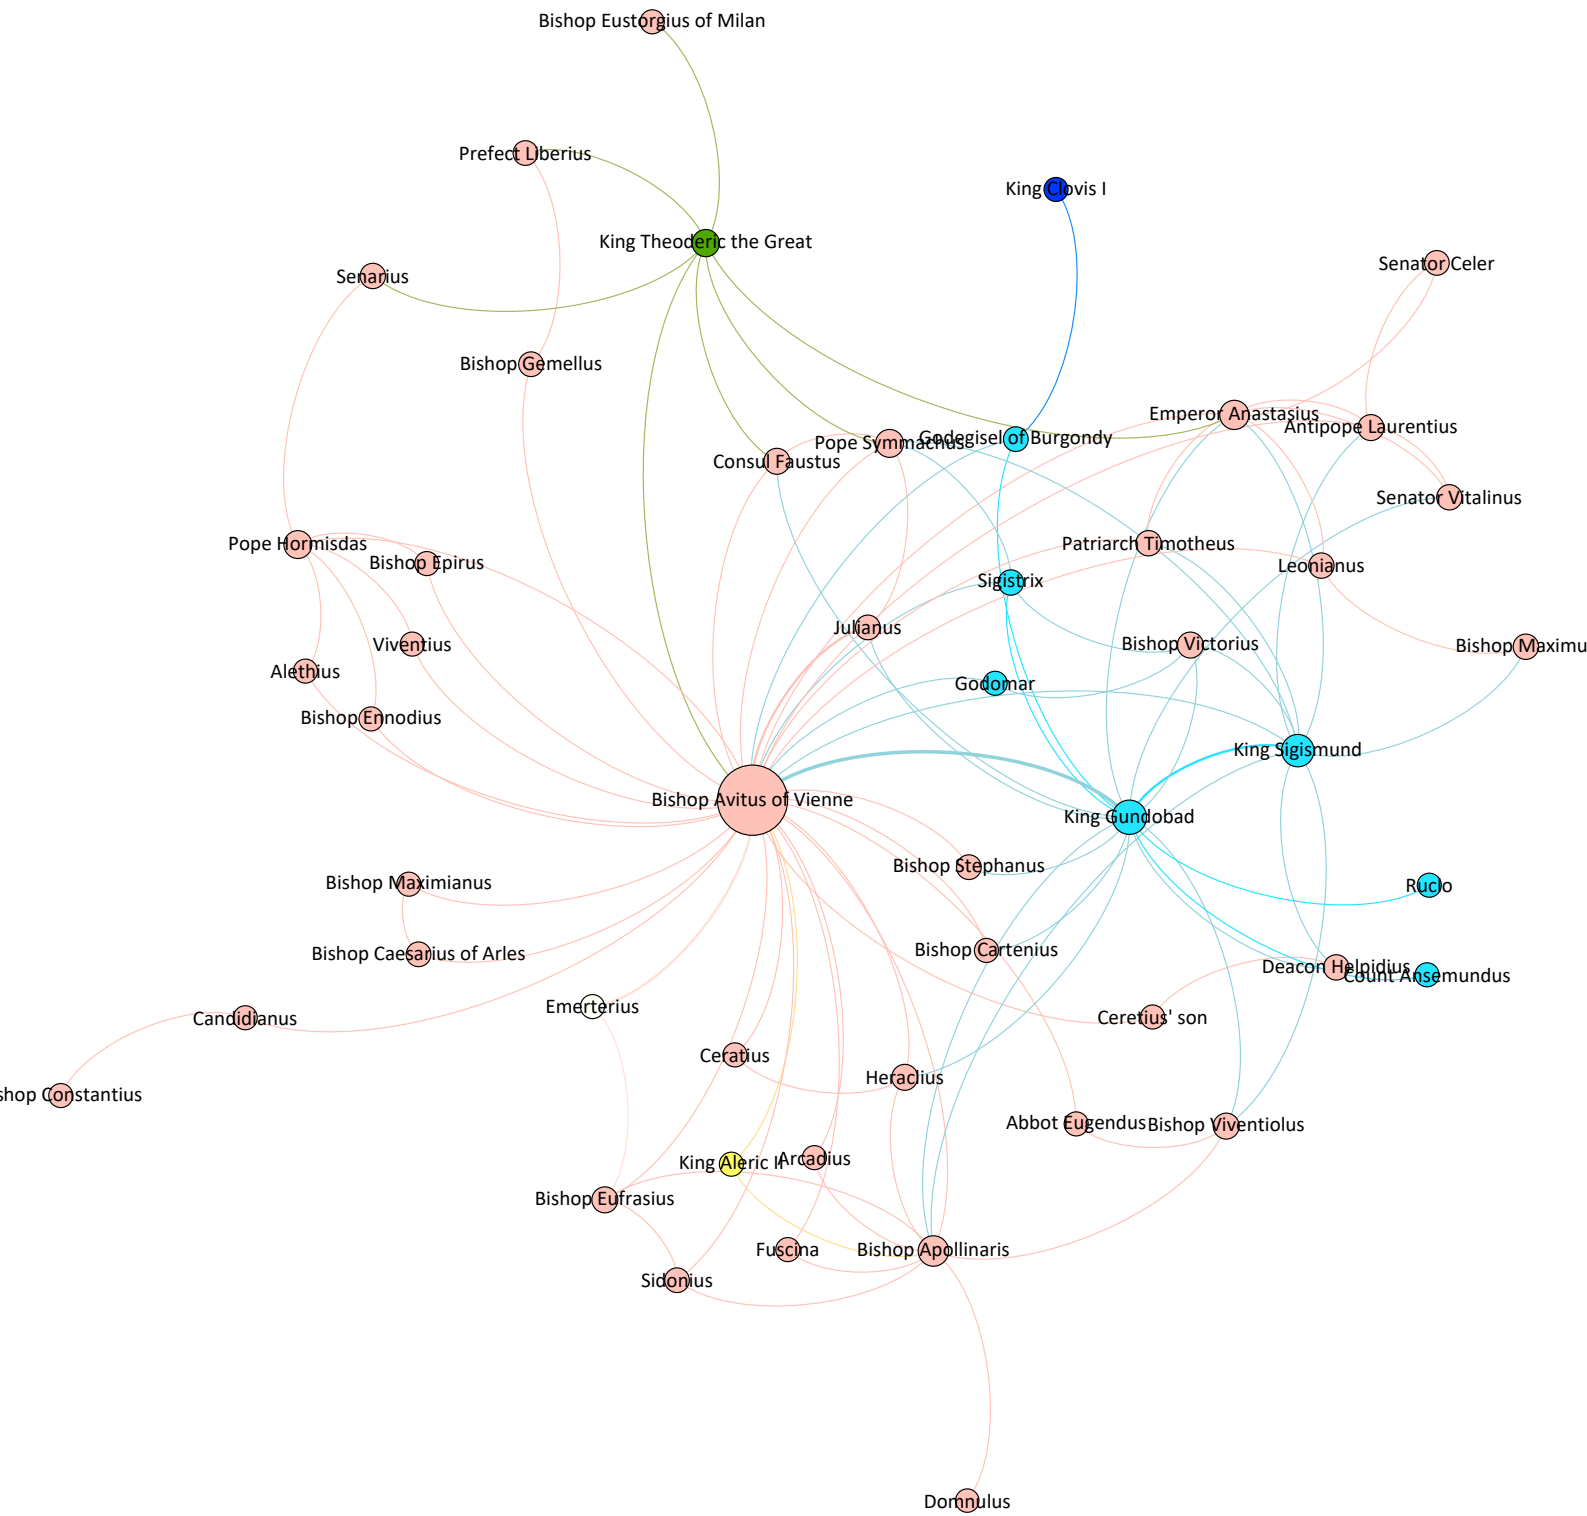 Bishop Eustorgius of Milan
Prefect Liberius
King Clovis I
King Theoderic the Great
Senator Celer
Senarius
Bishop Gemellus
Emperor Anastasius
Antipope Laurentius
Godegisel of Burgondy
Pope Symmachus
Consul Faustus
Senator Vitalinus
Pope Hormisdas
Patriarch Timotheus
Bishop Epirus
Leonianus
Sigistrix
Julianus
Viventius
Bishop Victorius
Bishop Maximu
Alethius
Godomar
Bishop Ennodius
King Sigismund
Bishop Avitus of Vienne
King Gundobad
Bishop Stephanus
Bishop Maximianus
Ruclo
Bishop Cartenius
Bishop Caesarius of Arles
Deacon Helpidius
Count Ansemundus
Emerterius
Candidianus
Ceretius' son
Ceratius
Heraclius
shop Constantius
Abbot Eugendus
Bishop Viventiolus
King Aleric II
Arcadius
Bishop Eufrasius
Fuscina
Bishop Apollinaris
Sidonius
Domnulus